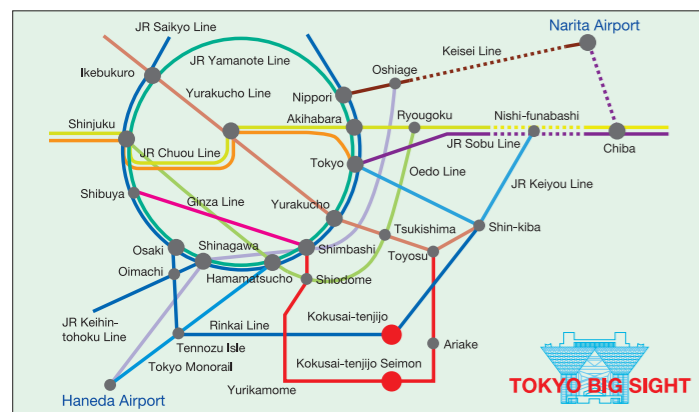 JR Saikyo Line
Narita Airport
Keisei Line
Ikebukuro
JR Yamanote Line
Oshiage
Yurakucho Line
Nippori
Shinjuku
Akihabara
Ryougoku
Nishi-funabashi
JR Chuou Line
Tokyo
JR Sobu Line
Chiba
Oedo Line
Shibuya
Ginza Line
JR Keiyou Line
Yurakucho
Tsukishima
Shin-kiba
Osaki
Shinagawa
Shimbashi
Toyosu
Oimachi
Hamamatsucho
Shiodome
JR Keihin-
tohoku Line
Rinkai Line
Kokusai-tenjijo
Tennozu Isle
Ariake
Tokyo Monorail
Kokusai-tenjijo Seimon
Haneda Airport
Yurikamome
TOKYO BIG SIGHT